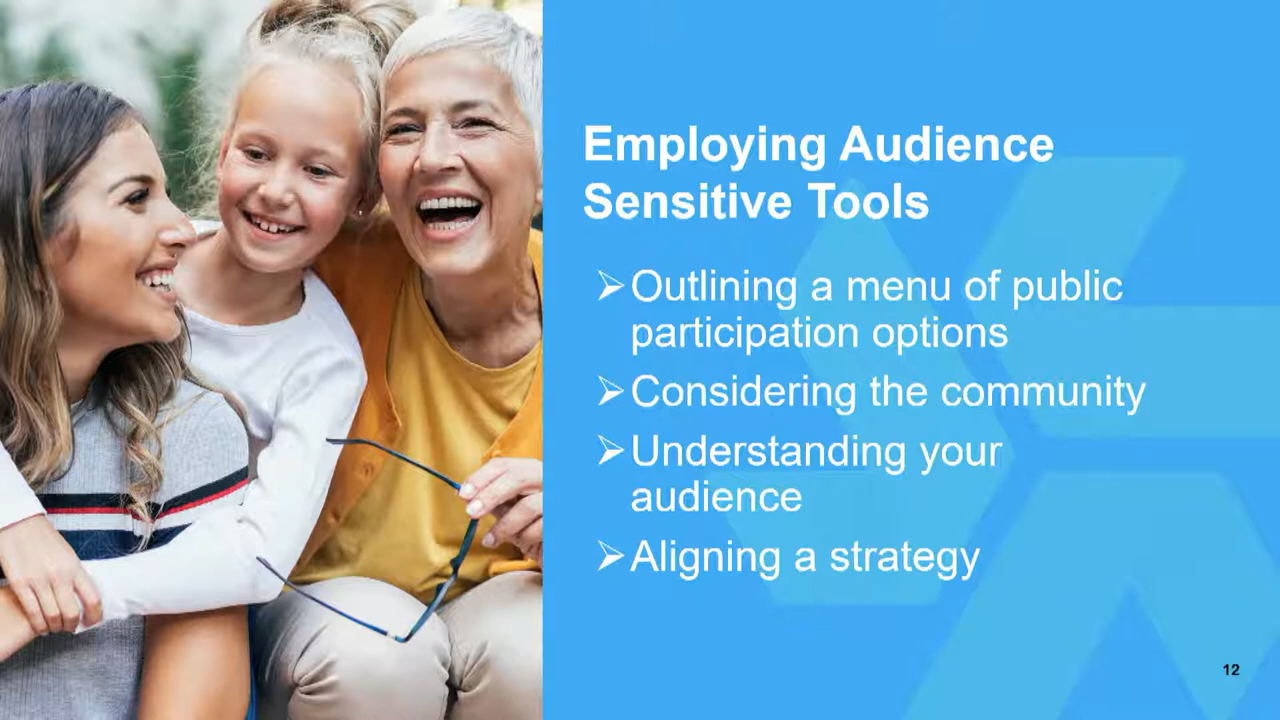 Employing Audience
Sensitive Tools
➢Outlining a menu of public
participation options
➢Considering the community
➢Understanding your
audience
➢Aligning a strategy
12